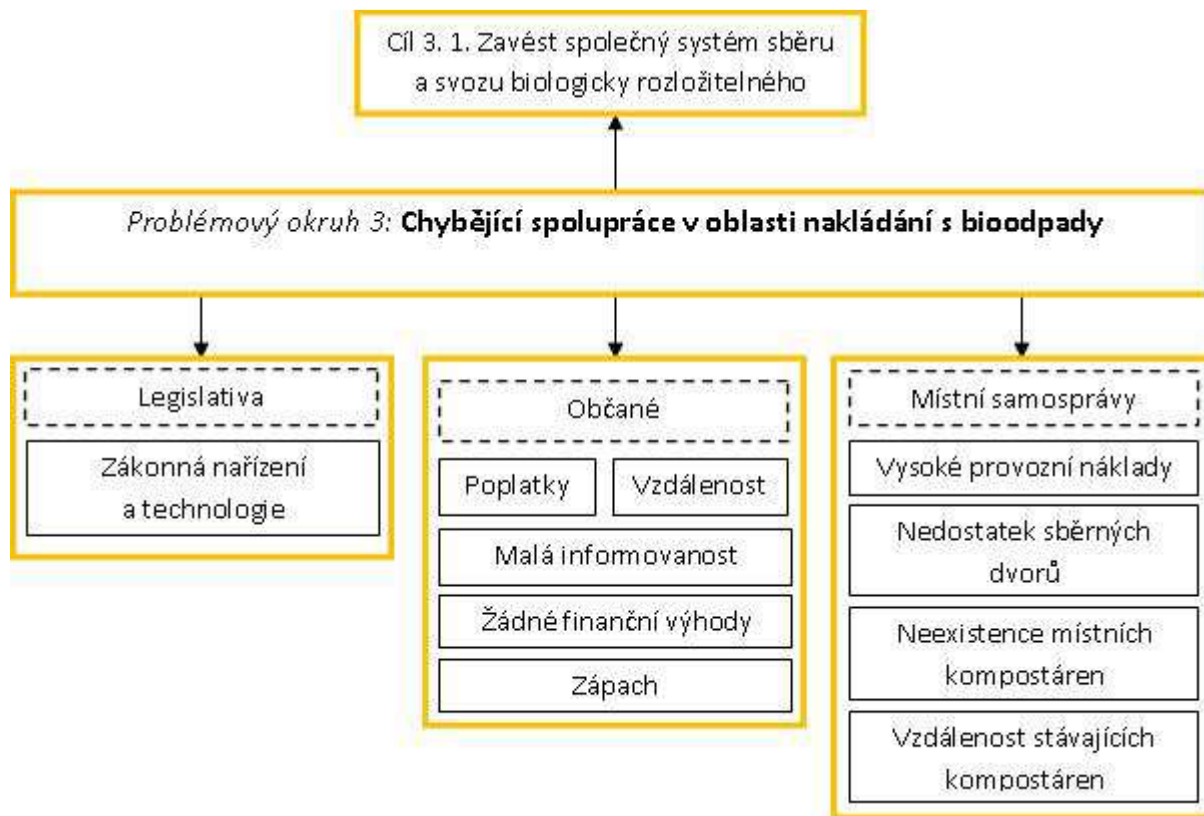 Cíl 3. 1. Zavést společný systém sběru
a svozu biologicky rozložitelného
Problémový okruh 3: Chybějící spolupráce v oblasti nakládání s bioodpady
Legislativa
Zákonná nařízení
a technologie
Občané
Poplatky
Vzdálenost
Malá informovanost
Žádné finanční výhody
Zápach
Místní samosprávy
Vysoké provozní náklady
Nedostatek sběrných
dvorů
Neexistence místních
kompostáren
Vzdálenost stávajících
kompostáren